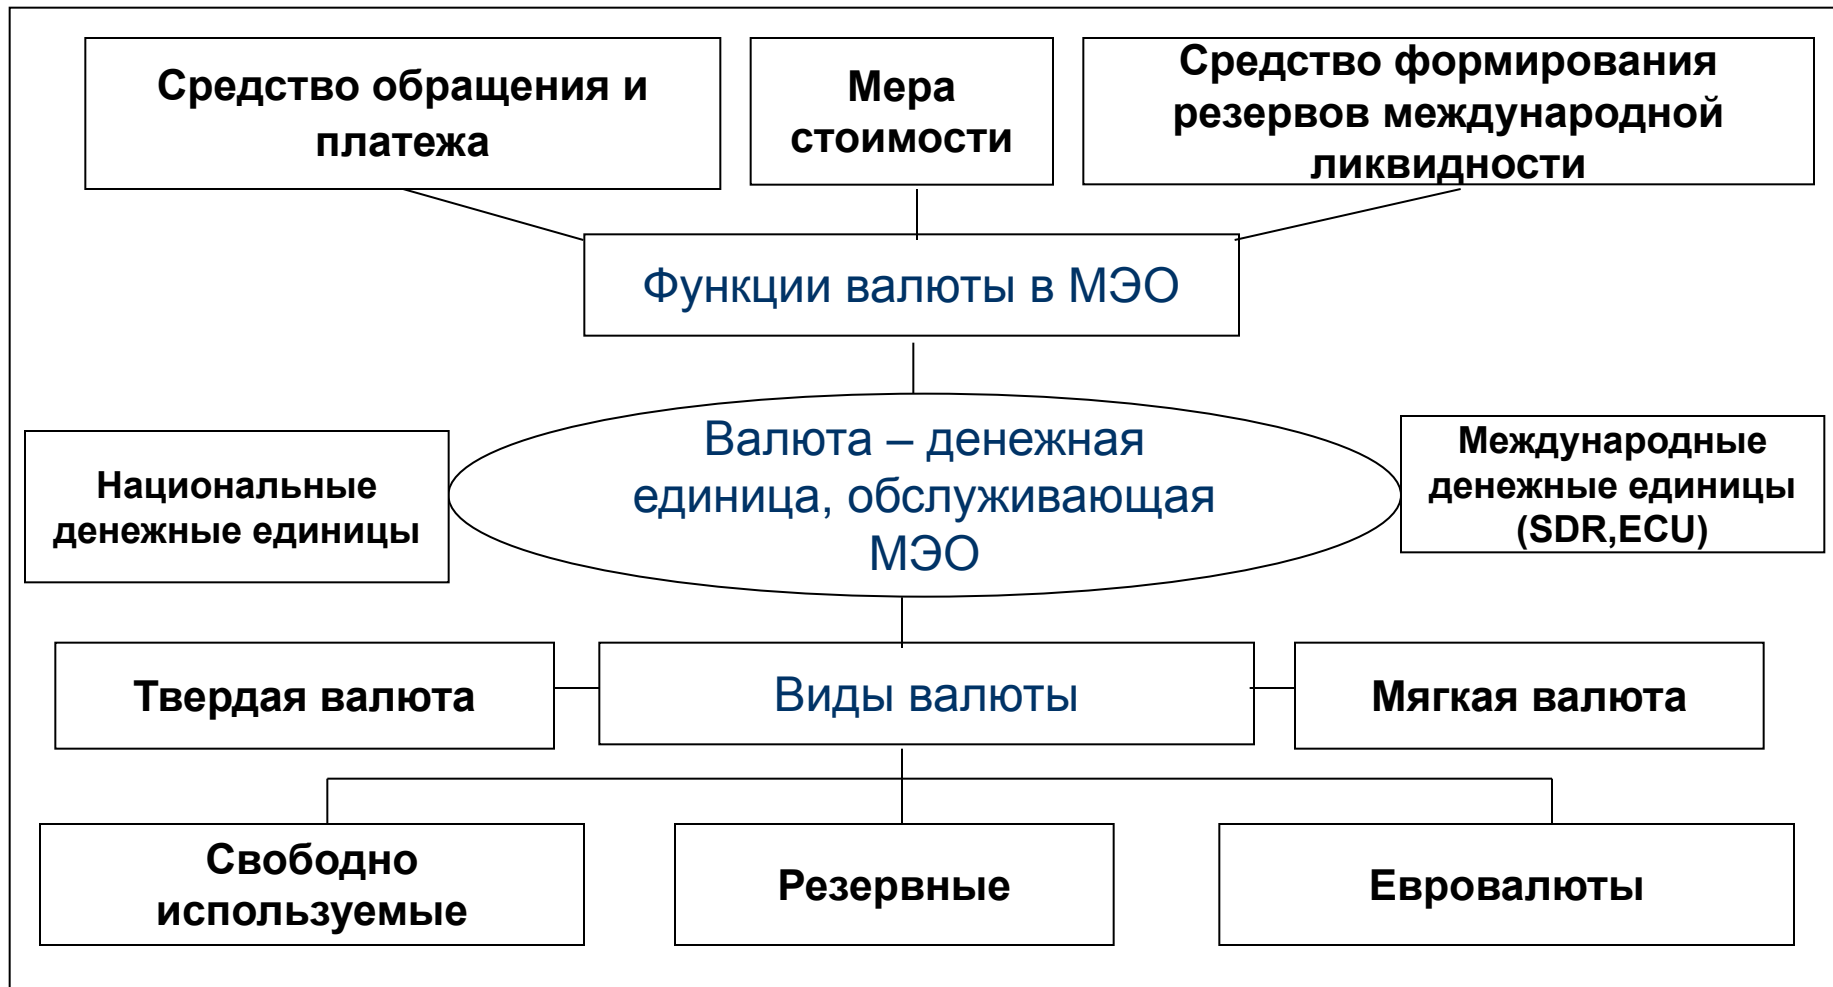 Средство обращения и
платежа
Мера
стоимости
Средство формирования
резервов международной
ликвидности
Функции валюты в МЭО
Национальные
денежные единицы
Валюта – денежная
единица, обслуживающая
МЭО
Международные
денежные единицы
(SDR,ECU)
Твердая валюта
Виды валюты
Мягкая валюта
Свободно
используемые
Резервные
Евровалюты